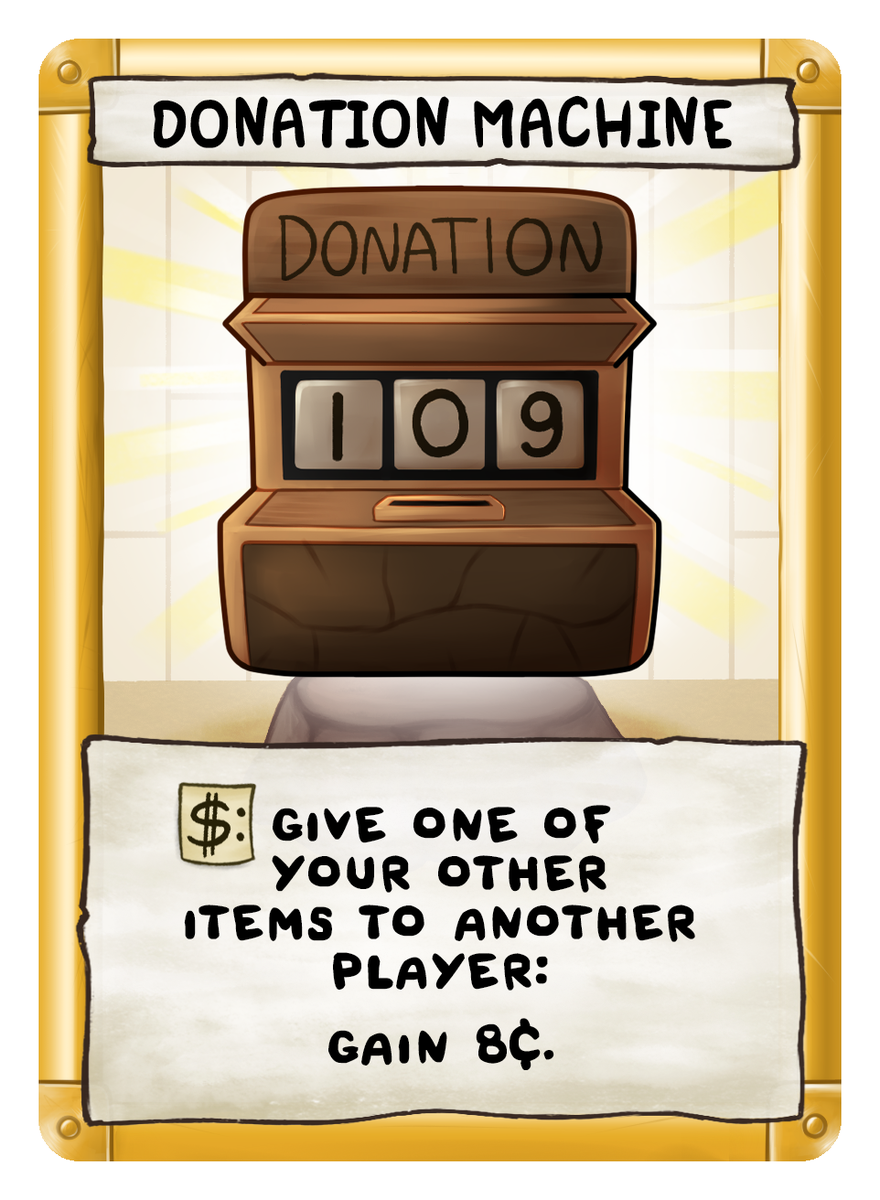 DONATION MACHINE
DONATION
109
$: GIVE ONE OF
YOUR OTHER
ITEMS TO ANOTHER
PLAYER:
GAIN 8¢.